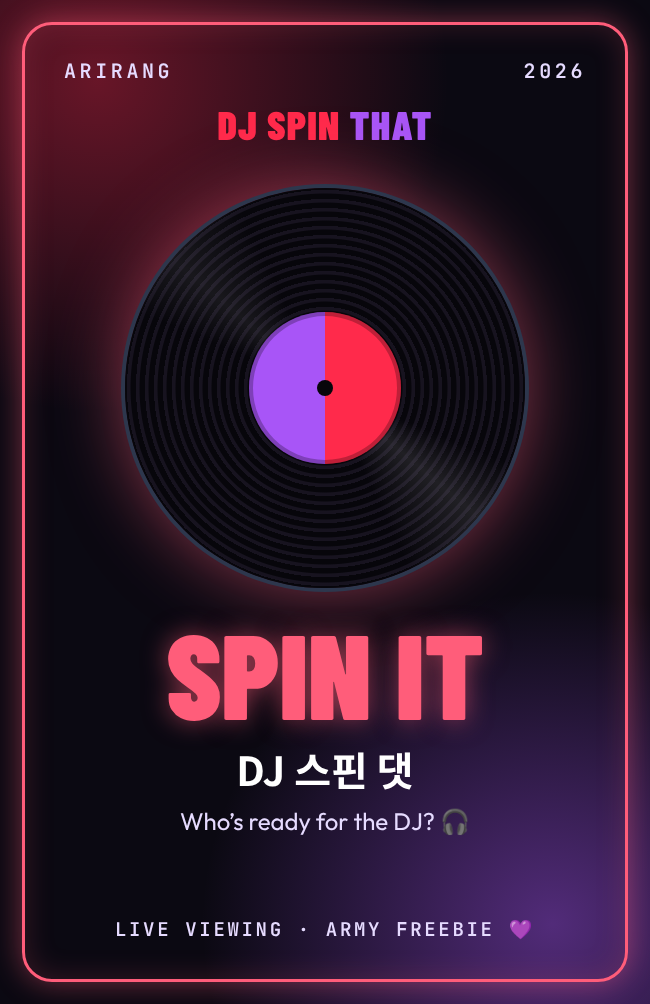 ARIRANG 2026
DJ SPIN THAT
SPIN IT
DJ 스핀 댓
Who's ready for the DJ? 🎧
LIVE VIEWING · ARMY FREEBIE 💜